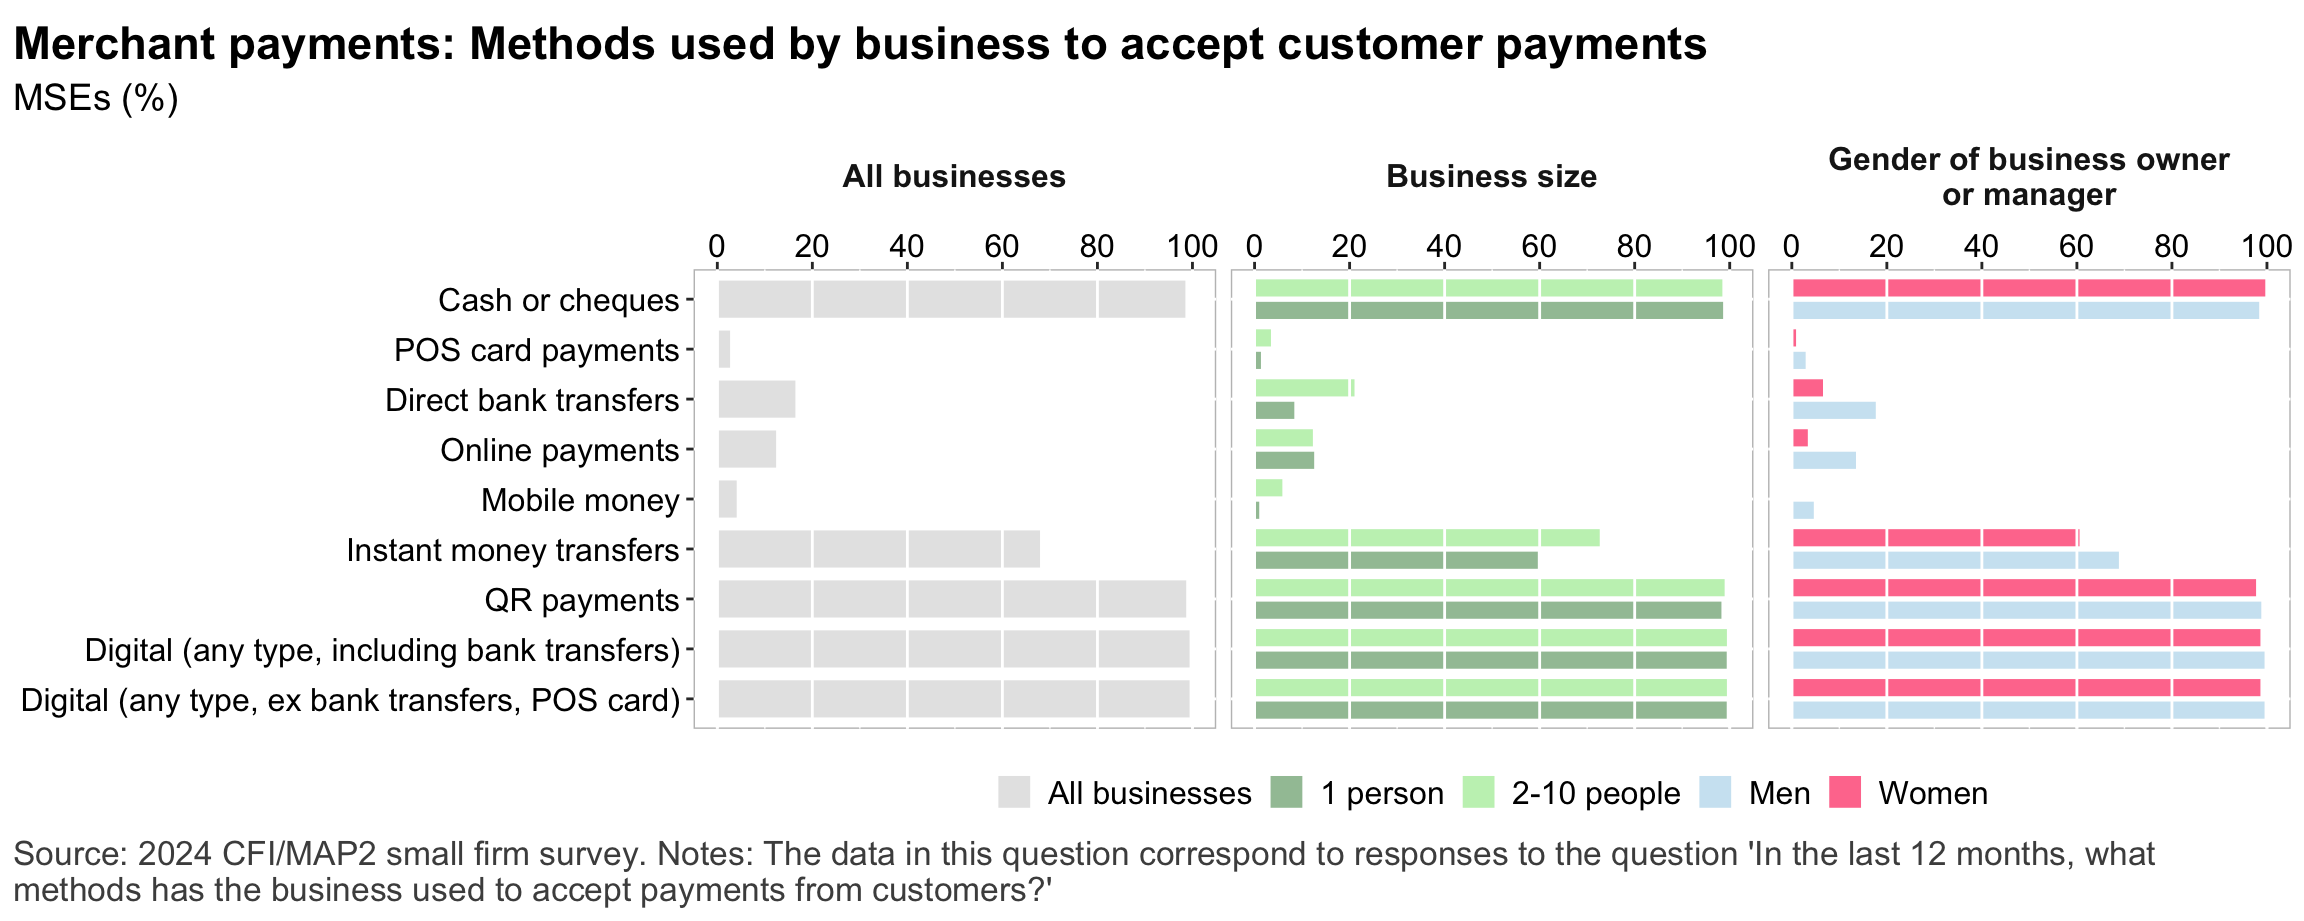 Merchant payments: Methods used by business to accept customer payments
MSEs (%)
All businesses
Business size
Gender of business owner
or manager
0 20 40 60 80 100
0 20 40 60 80 100
0 20 40 60 80 100
Cash or cheques
POS card payments
Direct bank transfers
Online payments
Mobile money
Instant money transfers
QR payments
Digital (any type, including bank transfers)
Digital (any type, ex bank transfers, POS card)
All businesses 1 person 2-10 people Men Women
Source: 2024 CFI/MAP2 small firm survey. Notes: The data in this question correspond to responses to the question 'In the last 12 months, what
methods has the business used to accept payments from customers?'